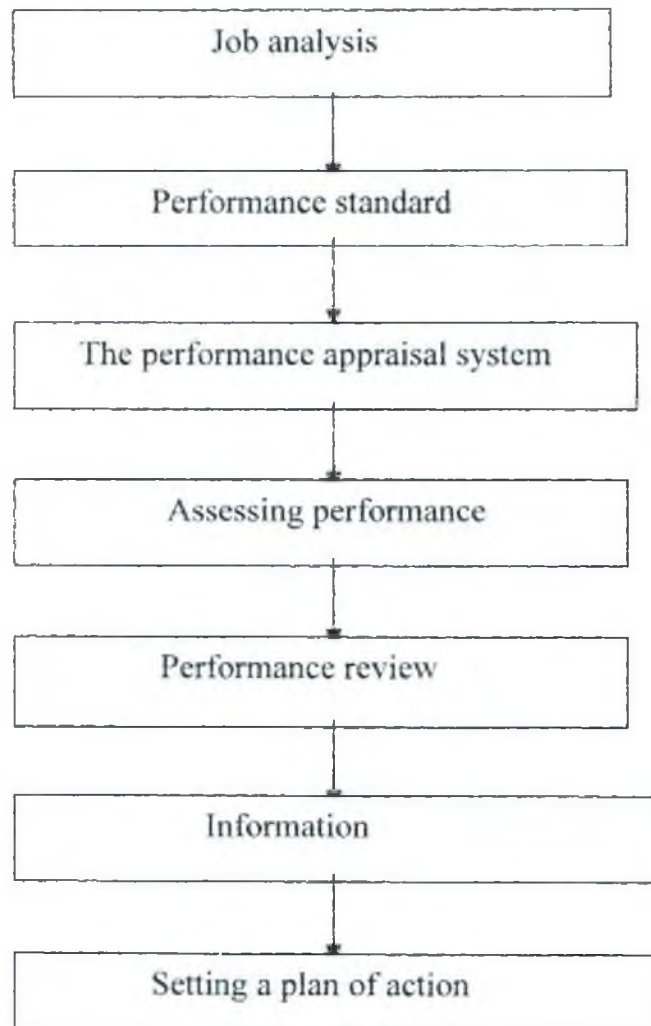 Job analysis
Performance standard
The performance appraisal system
Assessing performance
Performance review
Information
Setting a plan of action